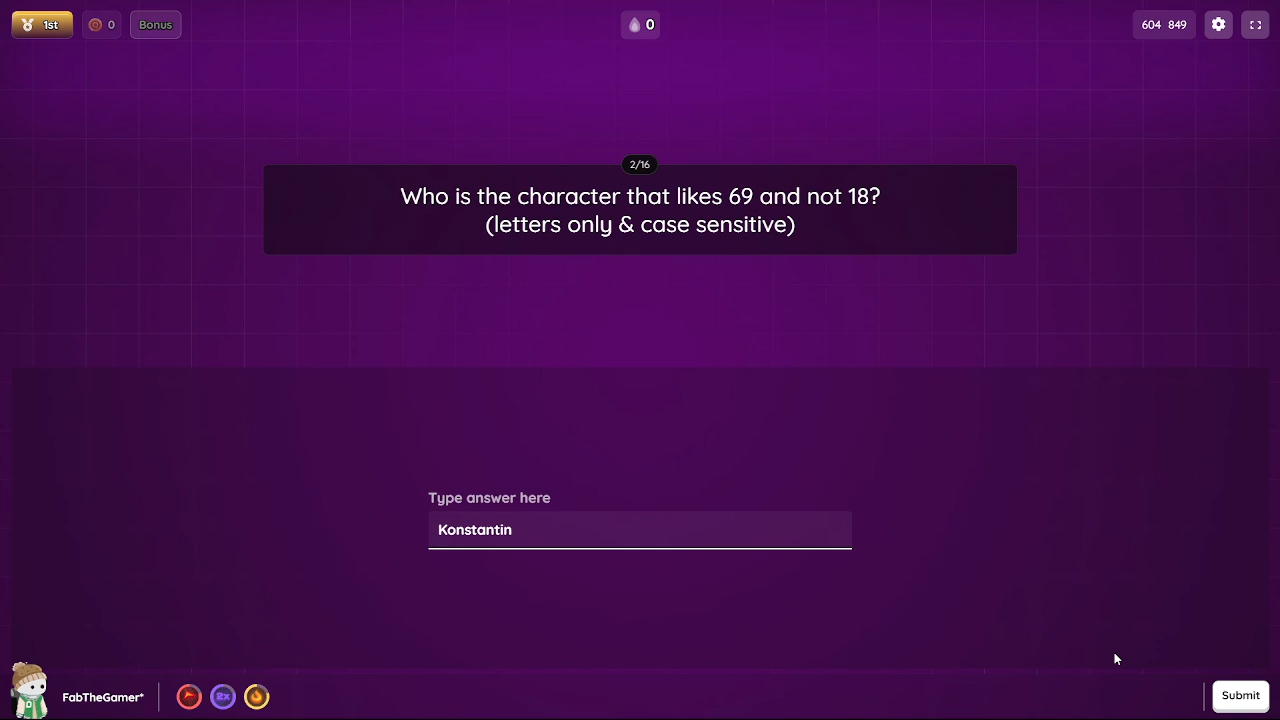 1st
0
Bonus
0
604 849
2/16
Who is the character that likes 69 and not 18?
(letters only & case sensitive)
Type answer here
Konstantin
FabTheGamer*
2x
Submit